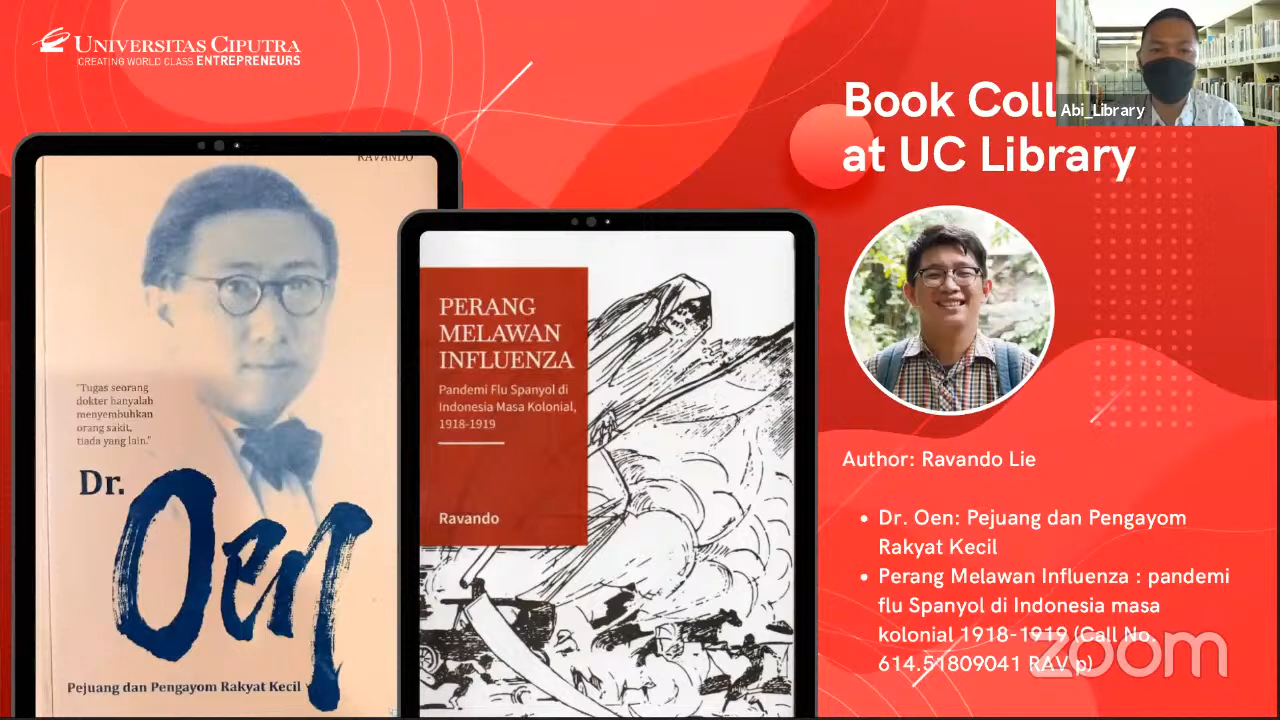 UNIVERSITAS CIPUTRA
CREATING WORLD CLASS ENTREPRENEURS
RAVANDO
"Tugas seorang
dokter hanyalah
menyembuhkan
orang sakit,
tiada yang lain."
Dr.
Oen
Pejuang dan Pengayom Rakyat Kecil
PERANG
MELAWAN
INFLUENZA
Pandemi Flu Spanyol di
Indonesia Masa Kolonial,
1918-1919
Ravando
Book Coll
at UC Library
Abi_Library
Author: Ravando Lie
• Dr. Oen: Pejuang dan Pengayom
Rakyat Kecil
• Perang Melawan Influenza : pandemi
flu Spanyol di Indonesia masa
kolonial 1918-1919 (Call No.
614.51809041 RAV p)
zoom